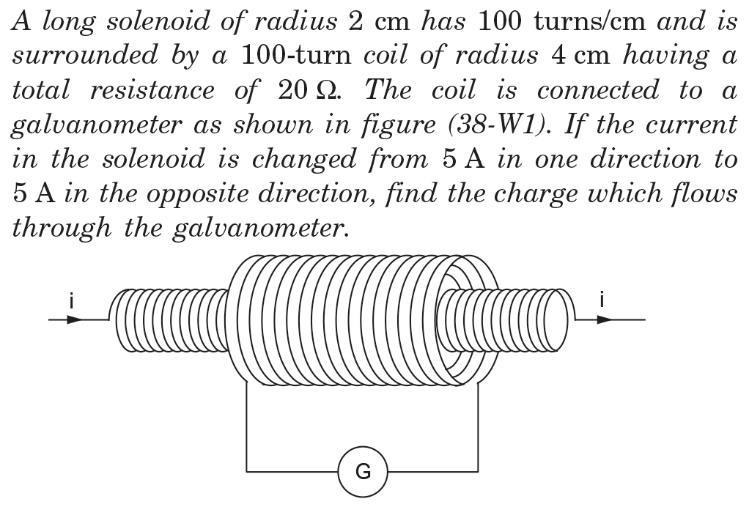 A long solenoid of radius 2 cm has 100 turns/cm and is
surrounded by a 100-turn coil of radius 4 cm having a
total resistance of 20 Ω. The coil is connected to a
galvanometer as shown in figure (38-W1). If the current
in the solenoid is changed from 5 A in one direction to
5 A in the opposite direction, find the charge which flows
through the galvanometer.
i
i
G